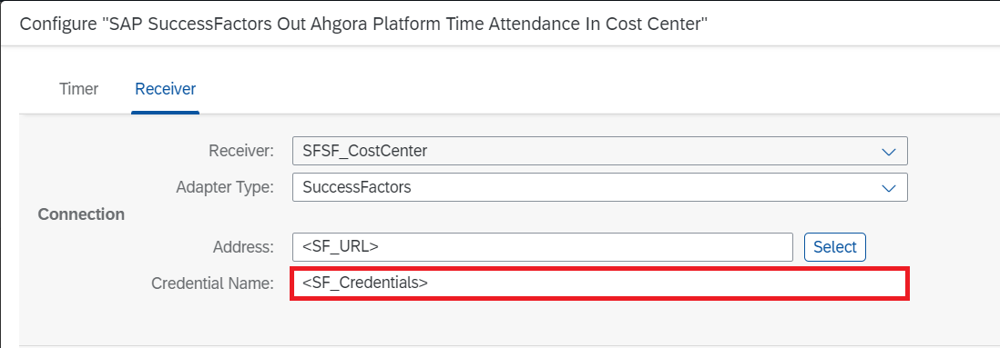 Configure "SAP SuccessFactors Out Ahgora Platform Time Attendance In Cost Center"
Timer Receiver
Receiver: SFSF_CostCenter
Adapter Type: SuccessFactors
Connection
Address: <SF_URL> Select
Credential Name: <SF_Credentials>